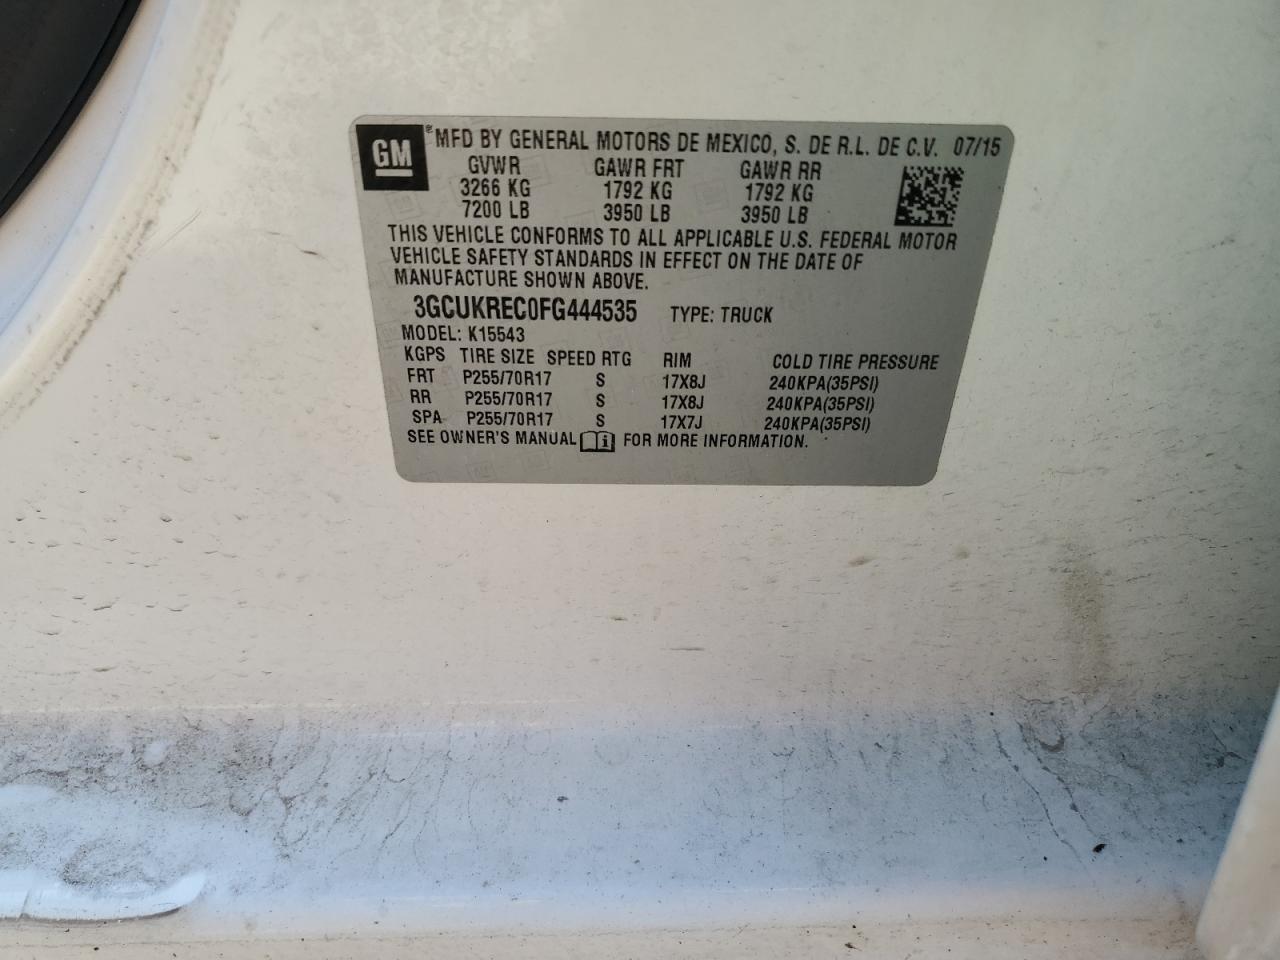 GM
® MFD BY GENERAL MOTORS DE MEXICO, S. DE R.L. DE C.V. 07/15
GVWR GAWR FRT GAWR RR
3266 KG 1792 KG 1792 KG
7200 LB 3950 LB 3950 LB
THIS VEHICLE CONFORMS TO ALL APPLICABLE U.S. FEDERAL MOTOR
VEHICLE SAFETY STANDARDS IN EFFECT ON THE DATE OF
MANUFACTURE SHOWN ABOVE.
3GCUKREC0FG444535 TYPE: TRUCK
MODEL: K15543
KGPS TIRE SIZE SPEED RTG RIM COLD TIRE PRESSURE
FRT P255/70R17 S 17X8J 240KPA(35PSI)
RR P255/70R17 S 17X8J 240KPA(35PSI)
SPA P255/70R17 S 17X7J 240KPA(35PSI)
SEE OWNER'S MANUAL i FOR MORE INFORMATION.